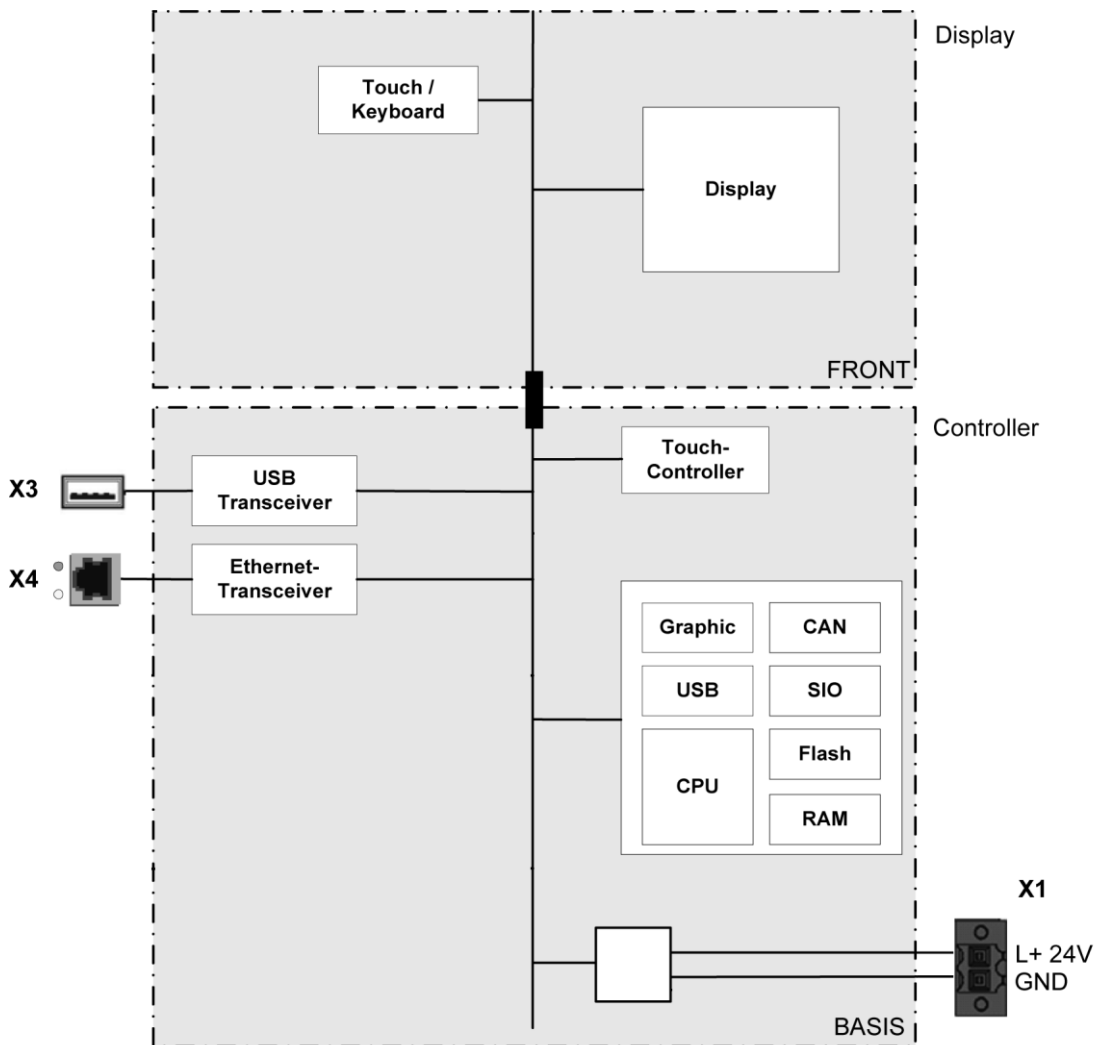 Display
Touch /
Keyboard
Display
FRONT
Controller
Touch-
Controller
X3
USB
Transceiver
X4
Ethernet-
Transceiver
Graphic
CAN
USB
SIO
Flash
CPU
RAM
X1
L+ 24V
GND
BASIS